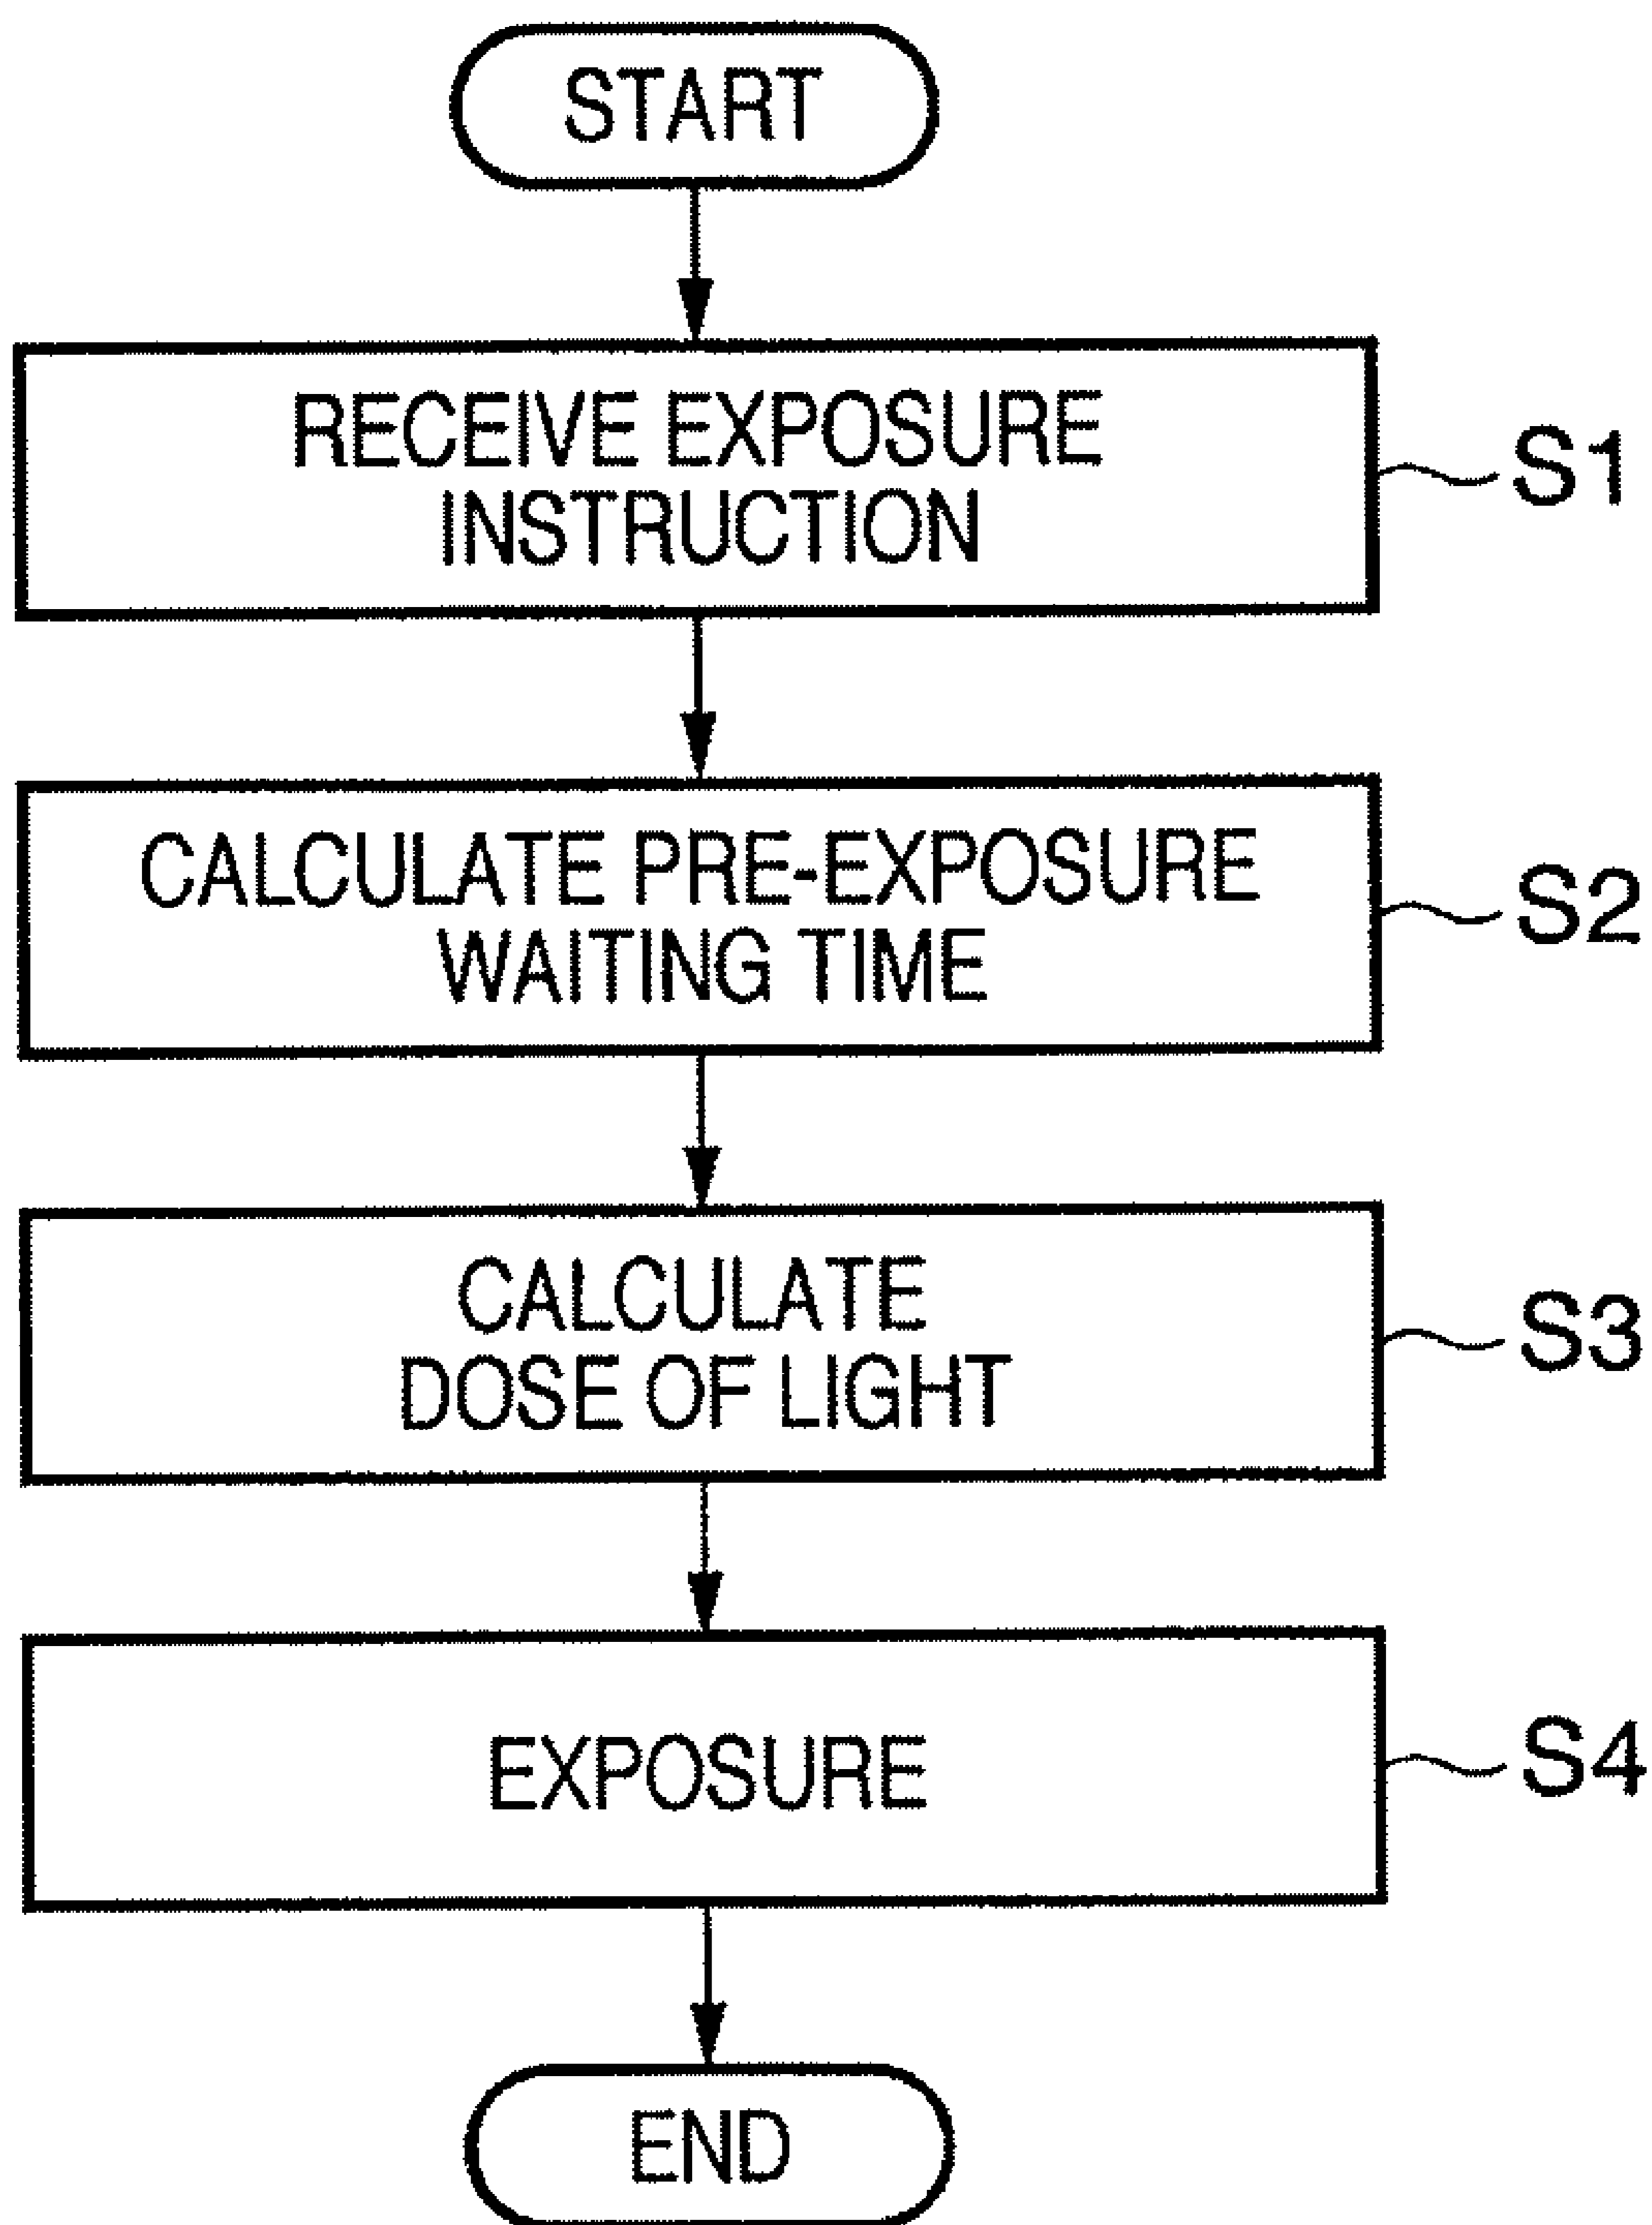 START
RECEIVE EXPOSURE
INSTRUCTION
S1
CALCULATE PRE-EXPOSURE
WAITING TIME
S2
CALCULATE
DOSE OF LIGHT
S3
EXPOSURE
S4
END